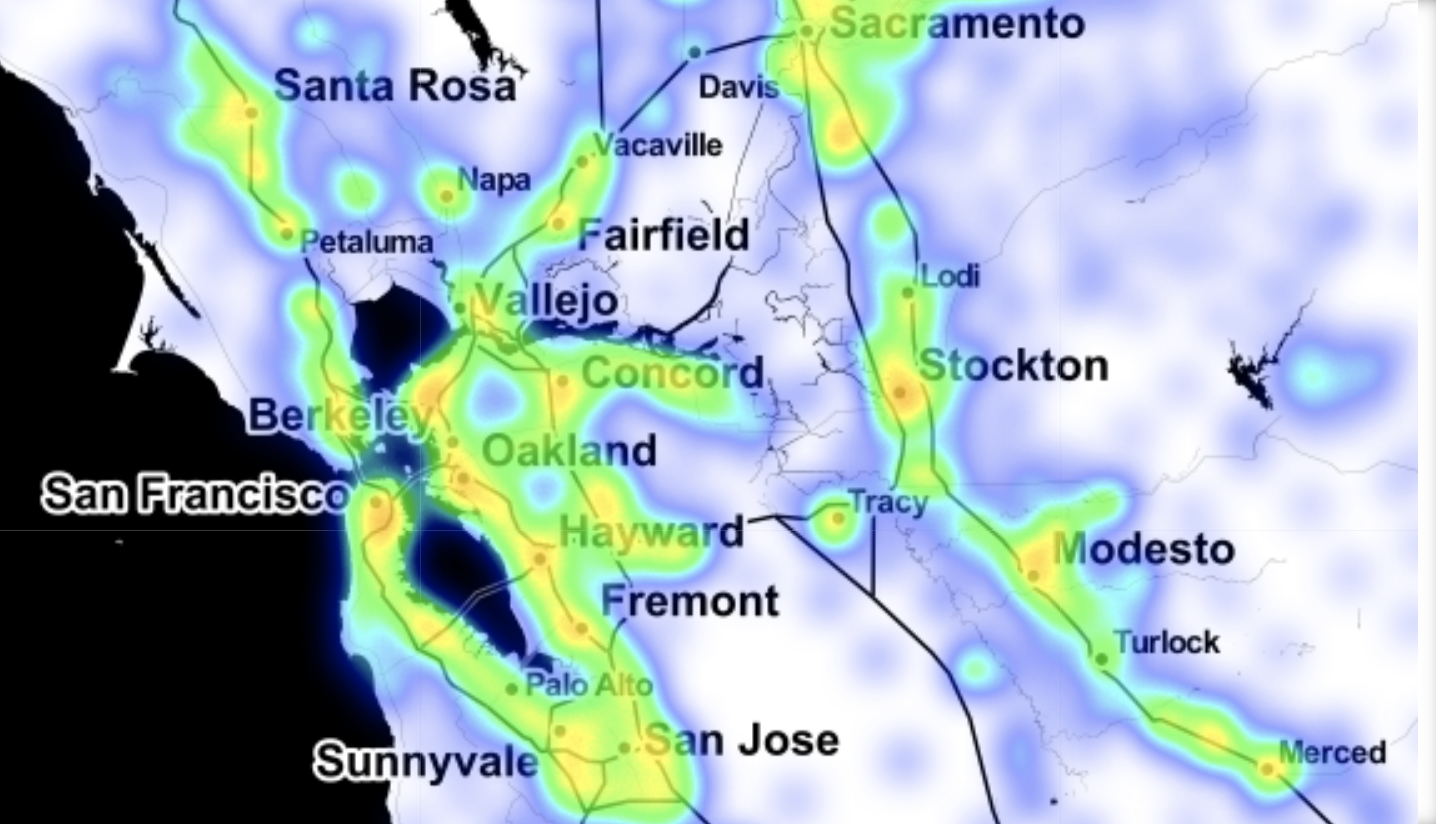 Sacramento
Santa Rosa
Davis
Vacaville
Napa
Petaluma
Fairfield
Lodi
Vallejo
Stockton
Concord
Berkeley
Oakland
San Francisco
Tracy
Hayward
Modesto
Fremont
Turlock
Palo Alto
San Jose
Merced
Sunnyvale